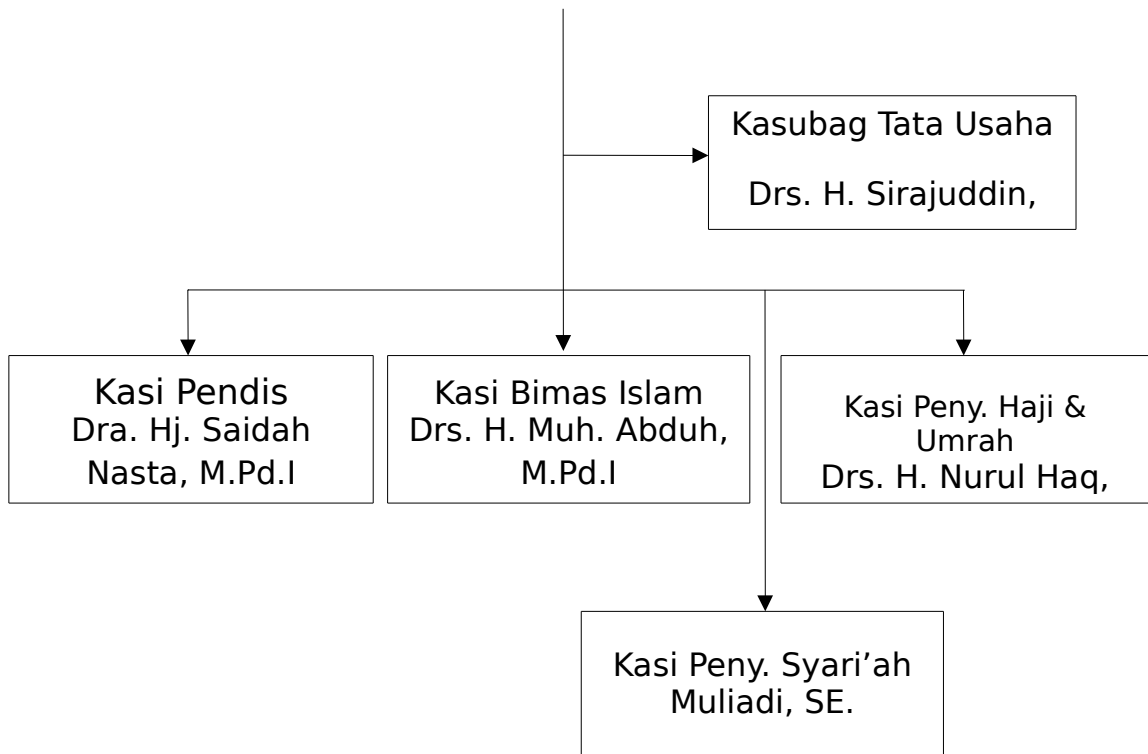 Kasubag Tata Usaha
Drs. H. Sirajuddin,
Kasi Pendis
Dra. Hj. Saidah
Nasta, M.Pd.I
Kasi Bimas Islam
Drs. H. Muh. Abduh,
M.Pd.I
Kasi Peny. Haji &
Umrah
Drs. H. Nurul Haq,
Kasi Peny. Syari’ah
Muliadi, SE.